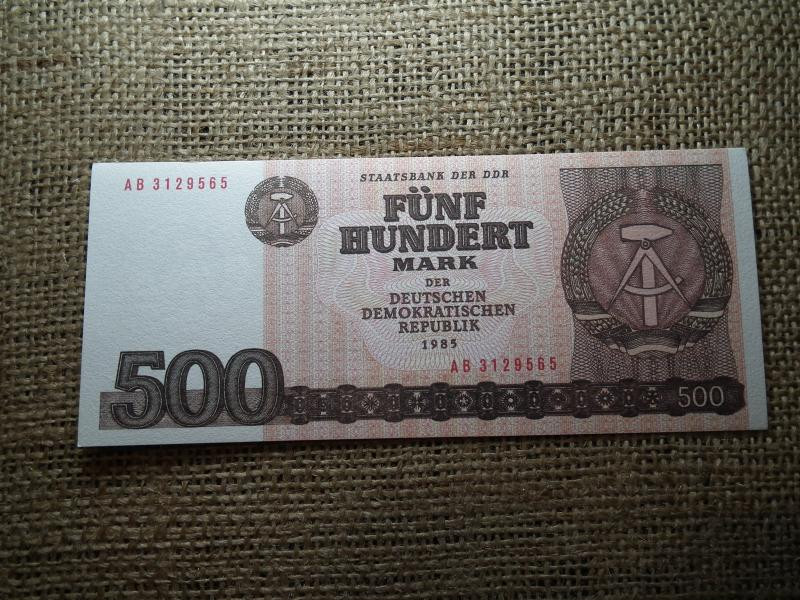 AB 3129565
STAATSBANK DER DDR
FÜNF
HUNDERT
MARK
DER
DEUTSCHEN
DEMOKRATISCHEN
REPUBLIK
1985
AB 3129565
500
500